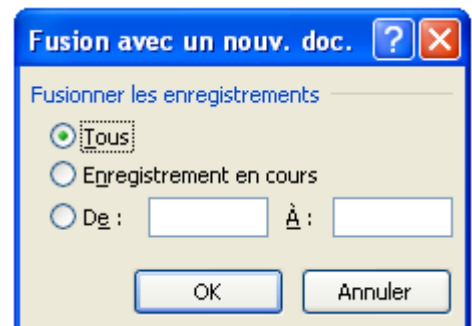 Fusion avec un nouv. doc. ?
Fusionner les enregistrements
Tous
Enregistrement en cours
De : À :
OK Annuler